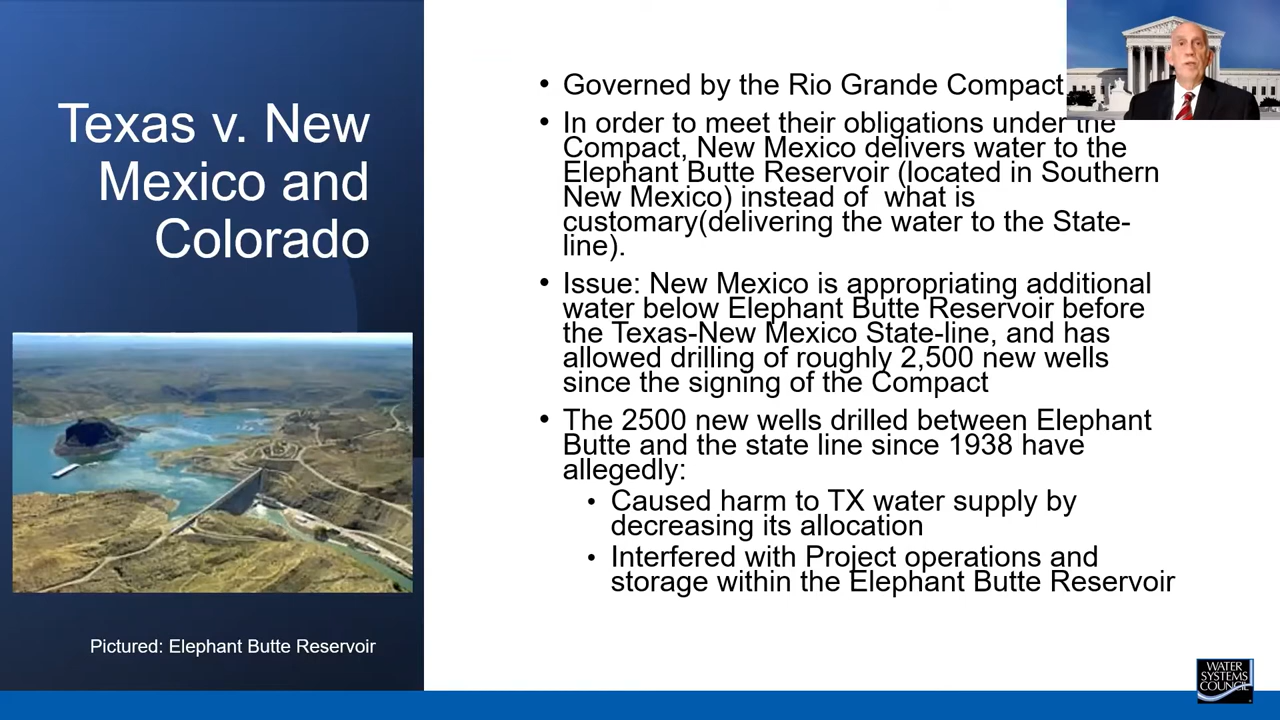 Texas v. New
Mexico and
Colorado
Pictured: Elephant Butte Reservoir
• Governed by the Rio Grande Compact
• In order to meet their obligations under the
Compact, New Mexico delivers water to the
Elephant Butte Reservoir (located in Southern
New Mexico) instead of  what is
customary(delivering the water to the State-
line).
• Issue: New Mexico is appropriating additional
water below Elephant Butte Reservoir before
the Texas-New Mexico State-line, and has
allowed drilling of roughly 2,500 new wells
since the signing of the Compact
• The 2500 new wells drilled between Elephant
Butte and the state line since 1938 have
allegedly:
• Caused harm to TX water supply by
decreasing its allocation
• Interfered with Project operations and
storage within the Elephant Butte Reservoir
WATER
SYSTEMS
COUNCIL